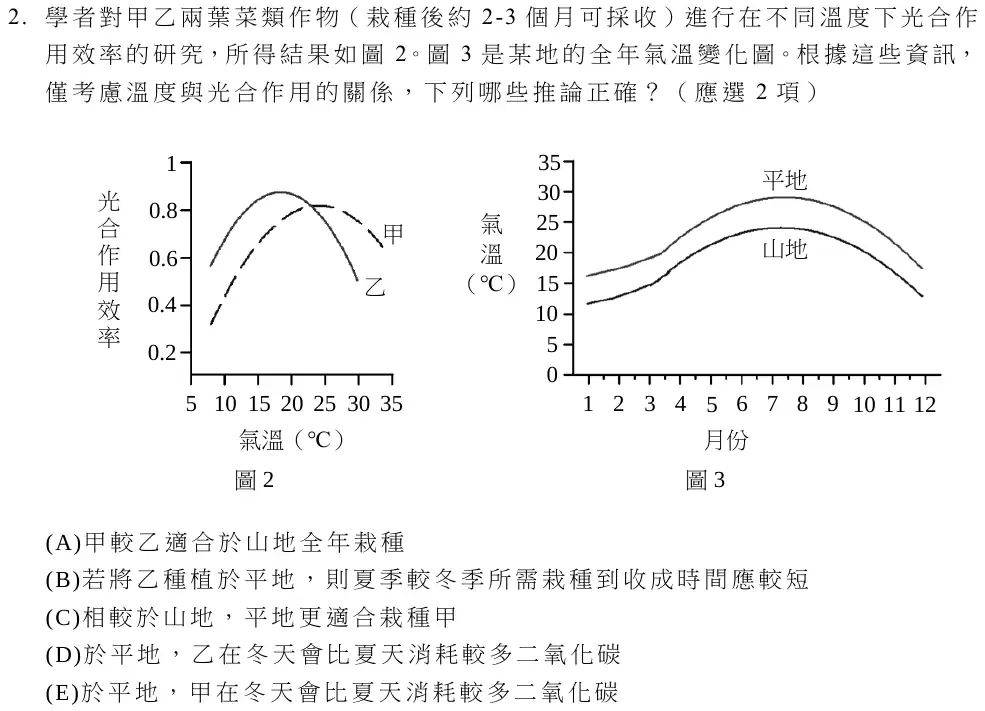 2. 學者對甲乙兩葉菜類作物（栽種後約 2-3 個月可採收）進行在不同溫度下光合作
用效率的研究，所得結果如圖 2。圖 3 是某地的全年氣溫變化圖。根據這些資訊，
僅考慮溫度與光合作用的關係，下列哪些推論正確？（應選 2 項）
光合作用效率
1
0.8
0.6
0.4
0.2
甲
乙
5 10 15 20 25 30 35
氣溫（℃）
圖 2
氣溫（℃）
35
30
25
20
15
10
5
0
平地
山地
1 2 3 4 5 6 7 8 9 10 11 12
月份
圖 3
(A)甲較乙適合於山地全年栽種
(B)若將乙種植於平地，則夏季較冬季所需栽種到收成時間應較短
(C)相較於山地，平地更適合栽種甲
(D)於平地，乙在冬天會比夏天消耗較多二氧化碳
(E)於平地，甲在冬天會比夏天消耗較多二氧化碳